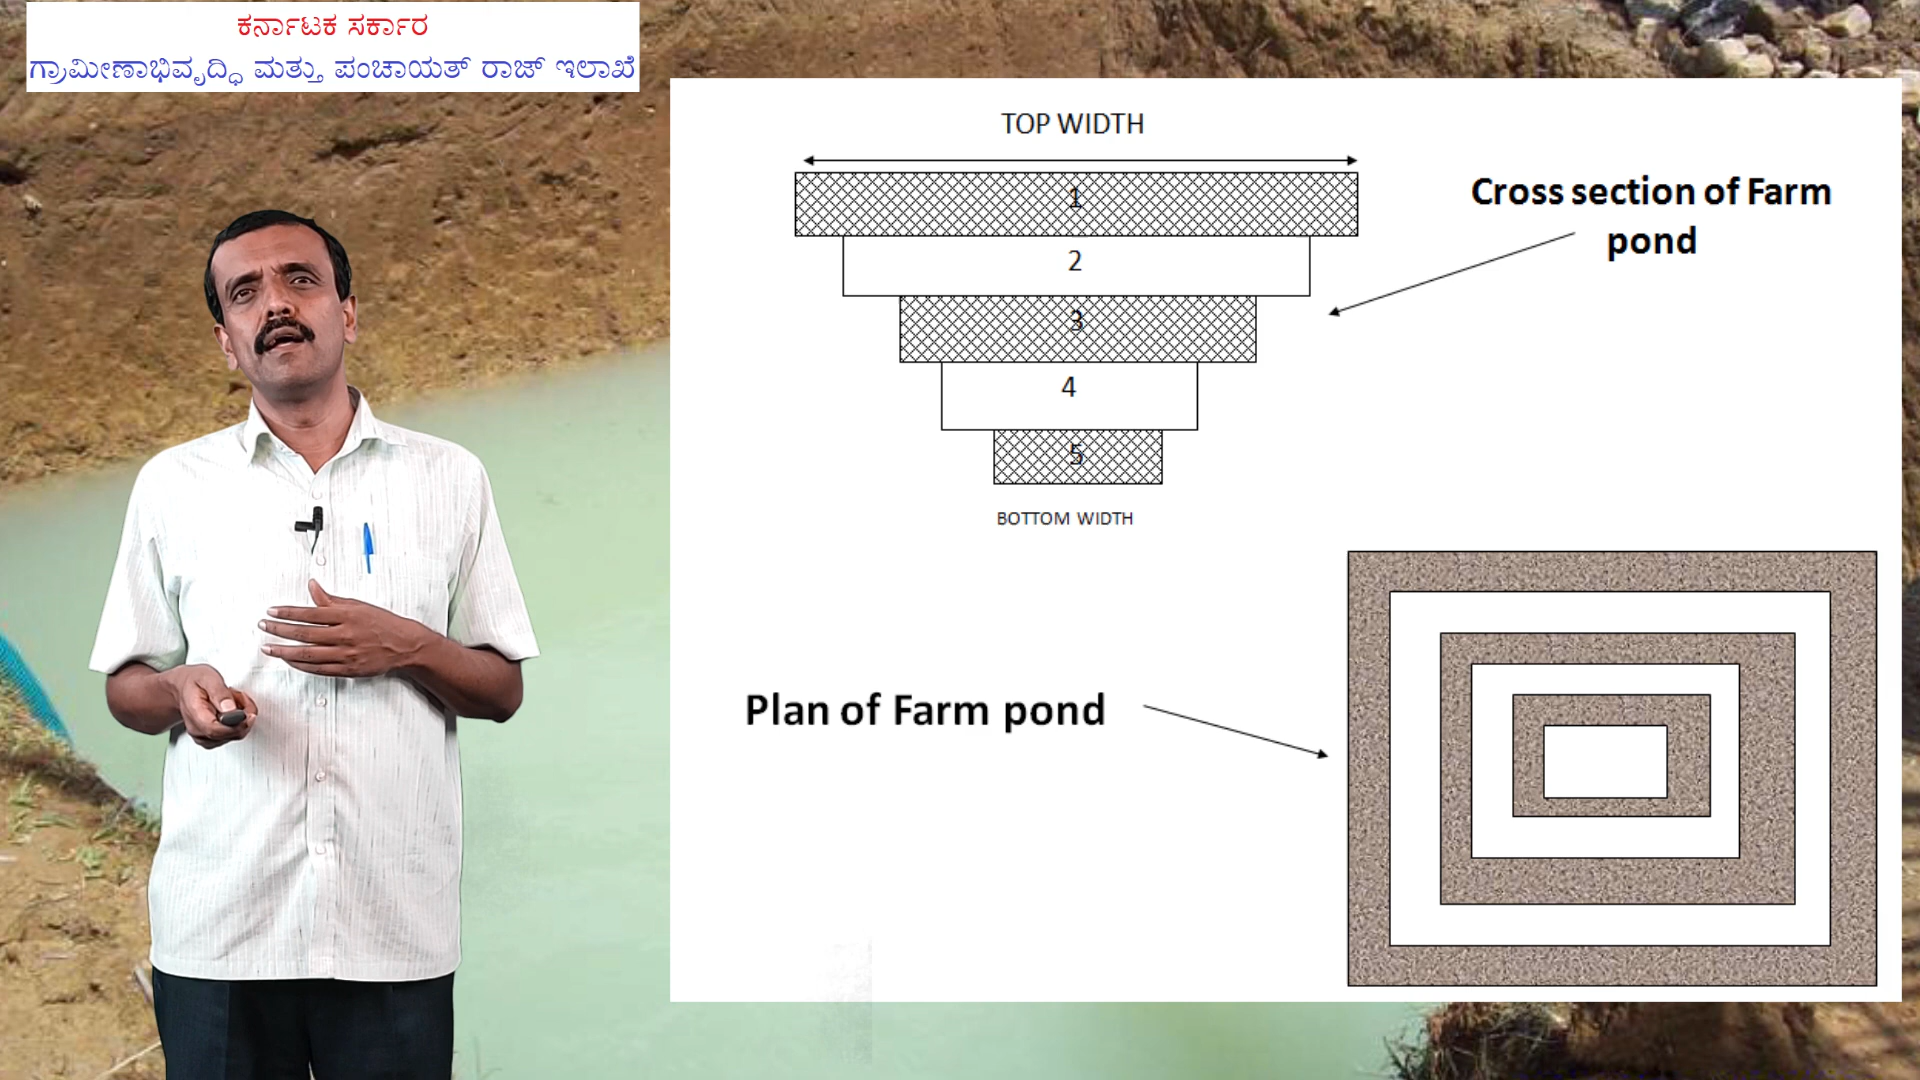 ಕರ್ನಾಟಕ ಸರ್ಕಾರ
ಗ್ರಾಮೀಣಾಭಿವೃದ್ಧಿ ಮತ್ತು ಪಂಚಾಯತ್ ರಾಜ್ ಇಲಾಖೆ
TOP WIDTH
1
2
3
4
5
BOTTOM WIDTH
Cross section of Farm
pond
Plan of Farm pond